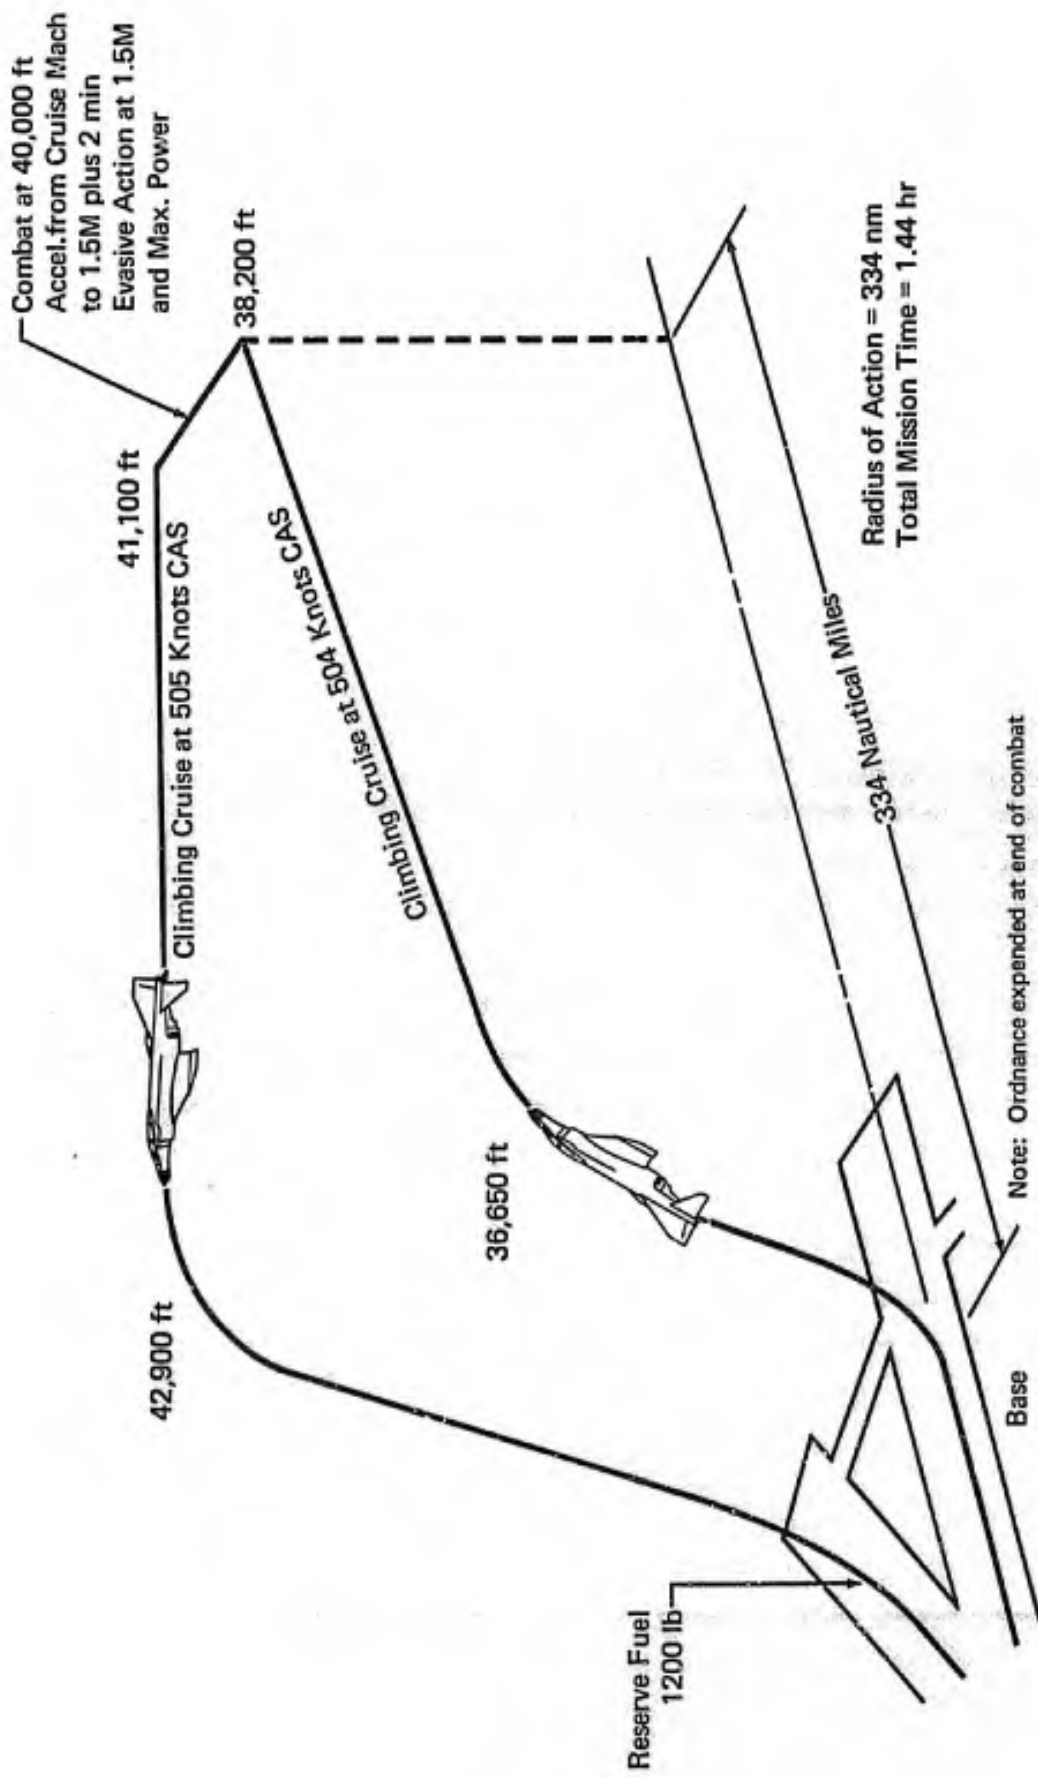 Combat at 40,000 ft
Accel.from Cruise Mach
to 1.5M plus 2 min
Evasive Action at 1.5M
and Max. Power
38,200 ft
41,100 ft
Climbing Cruise at 505 Knots CAS
Climbing Cruise at 504 Knots CAS
42,900 ft
36,650 ft
334 Nautical Miles
Radius of Action = 334 nm
Total Mission Time = 1.44 hr
Reserve Fuel
1200 lb
Base
Note: Ordnance expended at end of combat